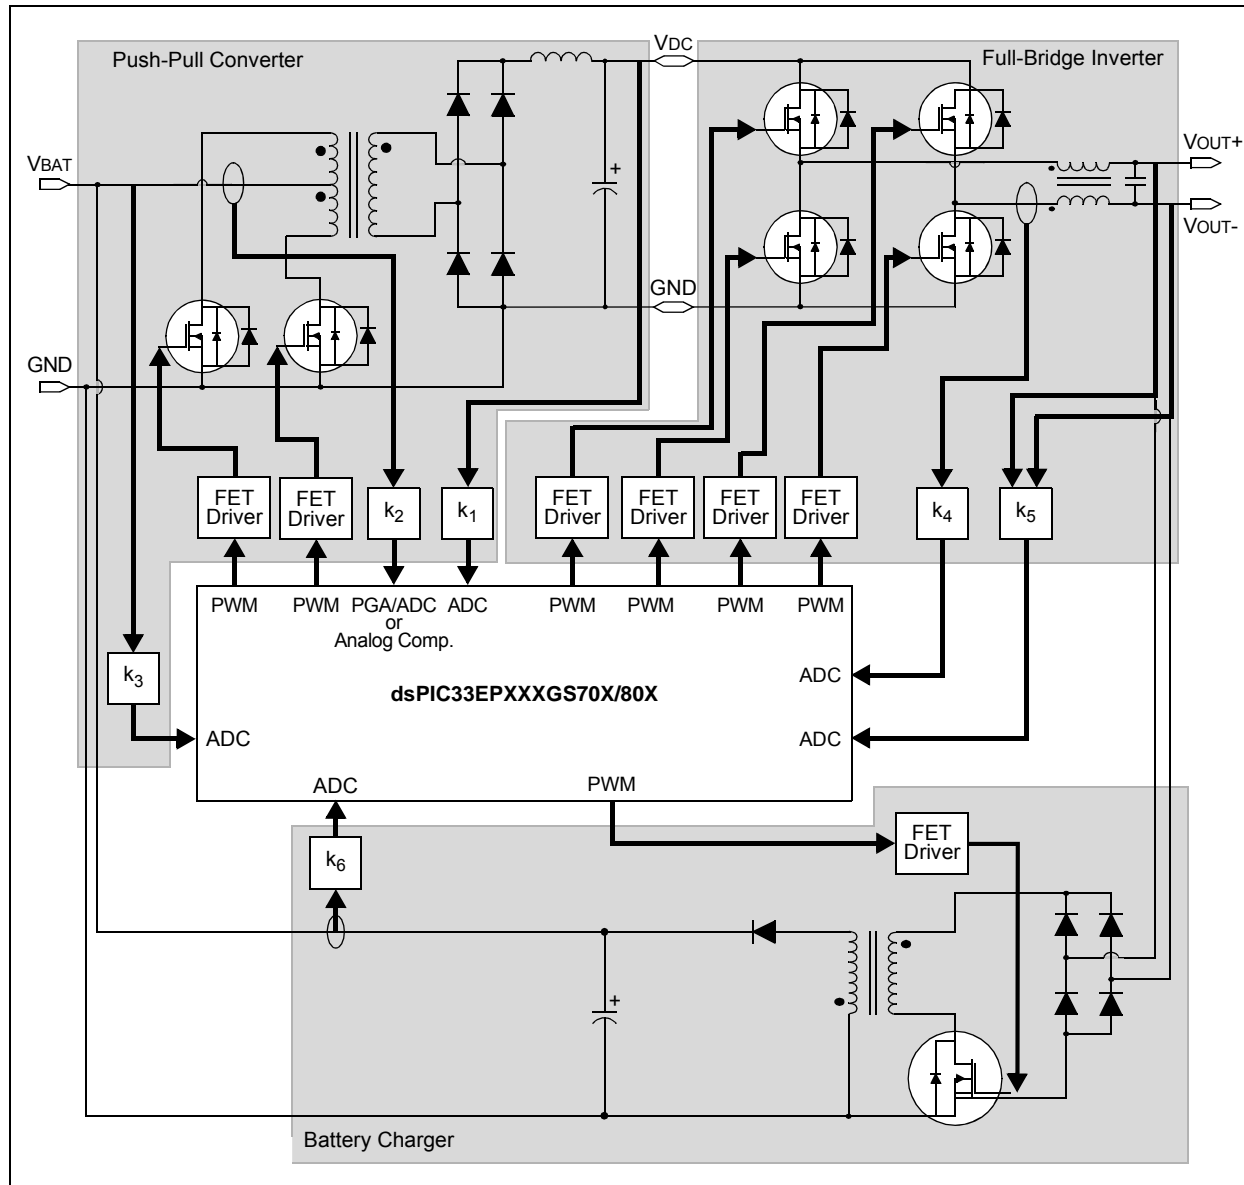 Push-Pull Converter
VDC
Full-Bridge Inverter
+
VBAT
VOUT+
VOUT-
GND
GND
FET
Driver
FET
Driver
k2
k1
FET
Driver
FET
Driver
FET
Driver
FET
Driver
k4
k5
PWM
PWM
PGA/ADC
or
Analog Comp.
ADC
PWM
PWM
PWM
PWM
k3
ADC
dsPIC33EPXXXGS70X/80X
ADC
ADC
ADC
PWM
k6
FET
Driver
+
Battery Charger